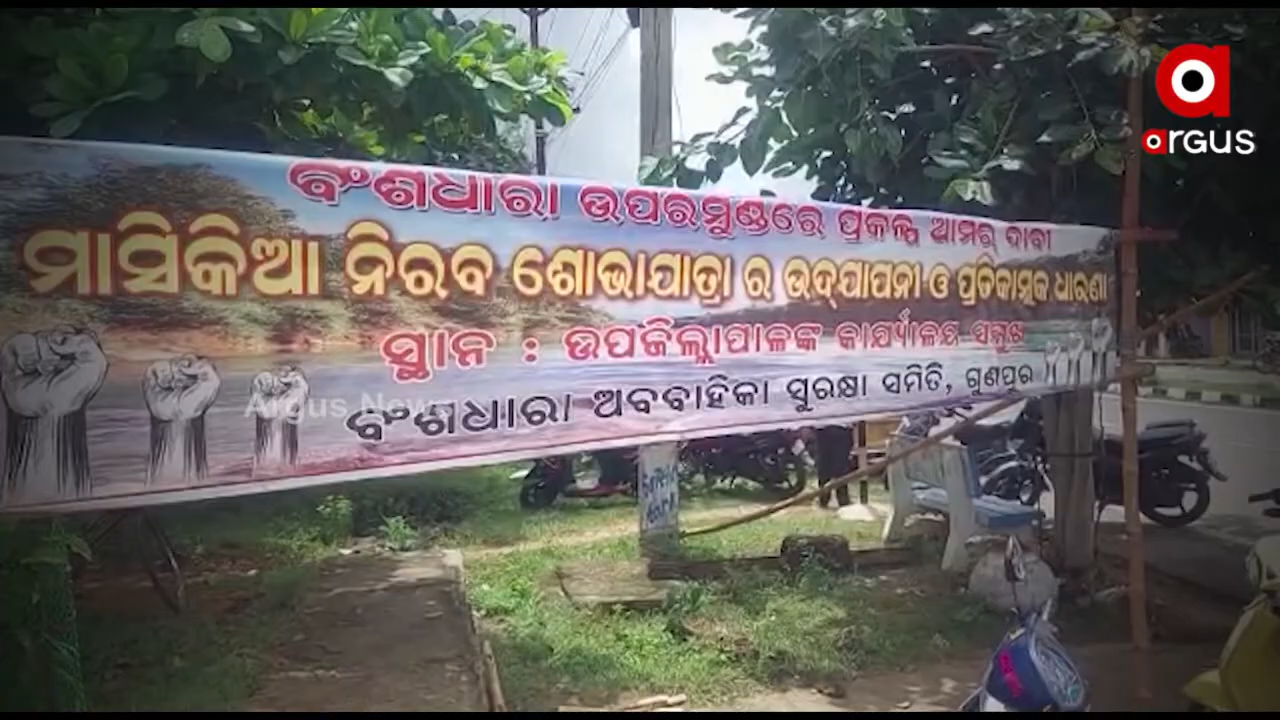 argus
ବଂଶଧାରା ଉପରମୁଣ୍ଡରେ ପ୍ରକଳ୍ପ ଆମର୍ ଦାବୀ
ମାସିକିଆ ନିରବ ଶୋଭାଯାତ୍ରା ର ଉଦ୍‌ଯାପନୀ ଓ ପ୍ରତିକାତ୍ମକ ଧାରଣା
ସ୍ଥାନ : ଉପଜିଲ୍ଲାପାଳଙ୍କ କାର୍ଯ୍ୟାଳୟ ସମ୍ମୁଖ
Argus News
ବଂଶଧାରା ଅବବାହିକା ସୁରକ୍ଷା ସମିତି, ଗୁଣପୁର